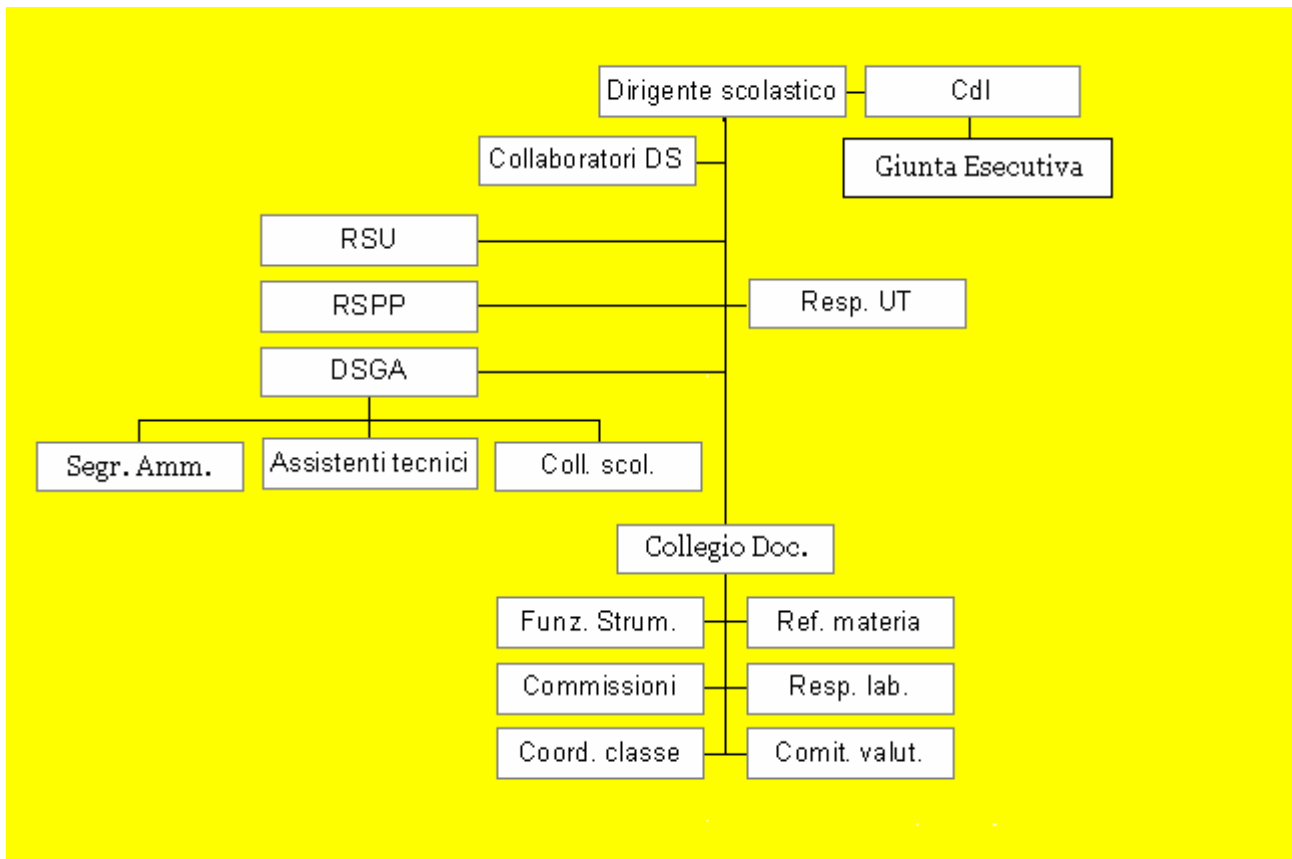 Dirigente scolastico
CdI
Collaboratori DS
Giunta Esecutiva
RSU
RSPP
Resp. UT
DSGA
Segr. Amm.
Assistenti tecnici
Coll. scol.
Collegio Doc.
Funz. Strum.
Ref. materia
Commissioni
Resp. lab.
Coord. classe
Comit. valut.